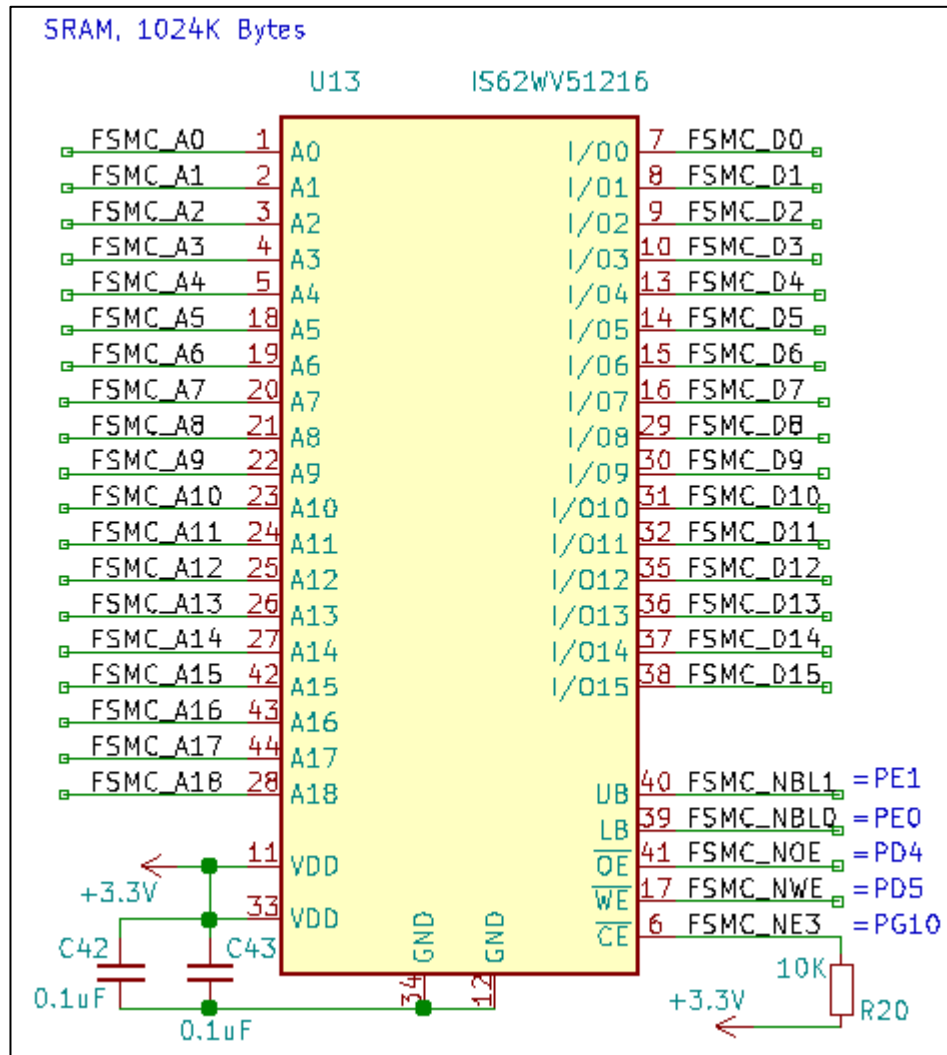 SRAM, 1024K Bytes
U13 IS62WV51216
FSMC_A0 1 A0 I/O0 7 FSMC_D0
FSMC_A1 2 A1 I/O1 8 FSMC_D1
FSMC_A2 3 A2 I/O2 9 FSMC_D2
FSMC_A3 4 A3 I/O3 10 FSMC_D3
FSMC_A4 5 A4 I/O4 13 FSMC_D4
FSMC_A5 18 A5 I/O5 14 FSMC_D5
FSMC_A6 19 A6 I/O6 15 FSMC_D6
FSMC_A7 20 A7 I/O7 16 FSMC_D7
FSMC_A8 21 A8 I/O8 29 FSMC_D8
FSMC_A9 22 A9 I/O9 30 FSMC_D9
FSMC_A10 23 A10 I/O10 31 FSMC_D10
FSMC_A11 24 A11 I/O11 32 FSMC_D11
FSMC_A12 25 A12 I/O12 35 FSMC_D12
FSMC_A13 26 A13 I/O13 36 FSMC_D13
FSMC_A14 27 A14 I/O14 37 FSMC_D14
FSMC_A15 42 A15 I/O15 38 FSMC_D15
FSMC_A16 43 A16
FSMC_A17 44 A17
FSMC_A18 28 A18 UB 40 FSMC_NBL1 =PE1
LB 39 FSMC_NBL0 =PE0
11 VDD OE 41 FSMC_NOE =PD4
+3.3V WE 17 FSMC_NWE =PD5
33 VDD CE 6 FSMC_NE3 =PG10
C42 C43 GND GND
0.1uF 34 12 10K
0.1uF +3.3V R20